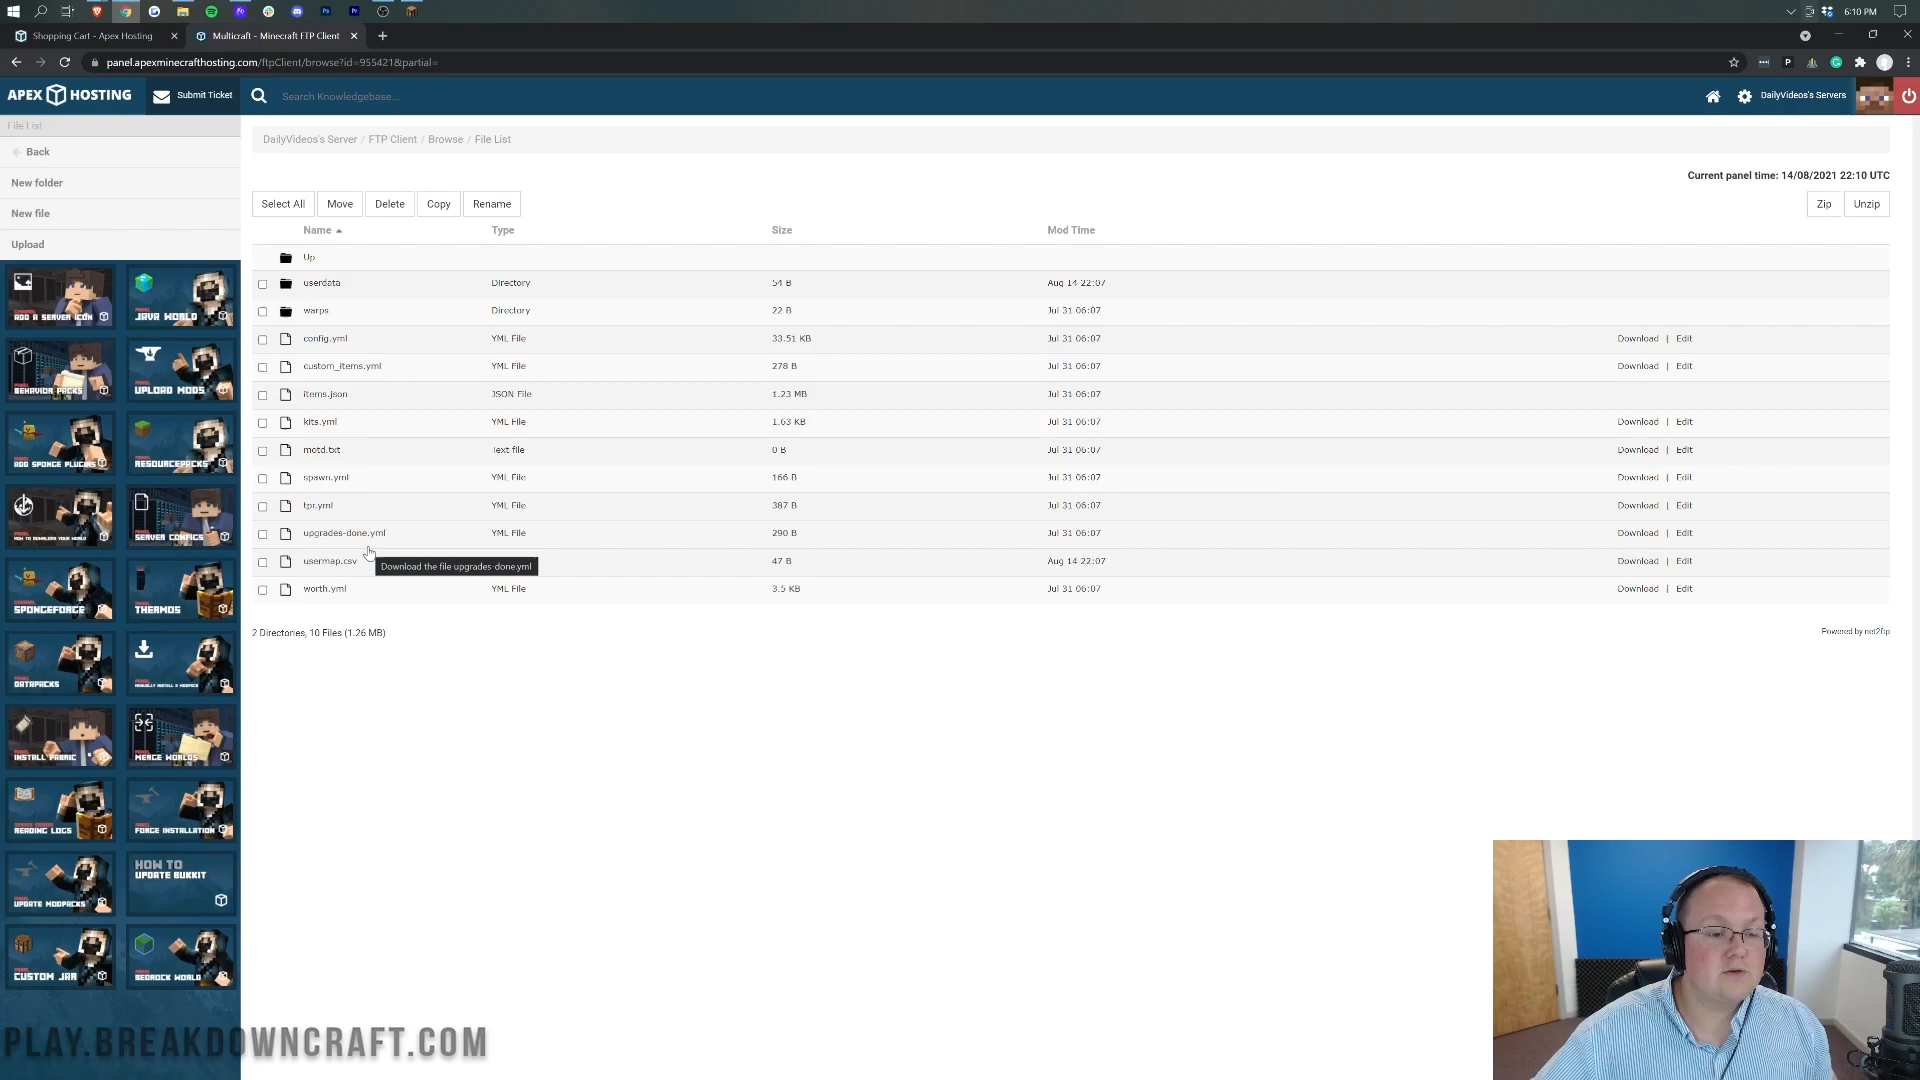 6:10 PM
Shopping Cart - Apex Hosting
Multicraft - Minecraft FTP Client
panel.apexminecrafthosting.com/ftpClient/browse?id=955421&partial=
APEX HOSTING
Submit Ticket
Search Knowledgebase...
DailyVideos's Servers
File List
Back
New folder
New file
Upload
DailyVideos's Server / FTP Client / Browse / File List
Current panel time: 14/08/2021 22:10 UTC
Select All
Move
Delete
Copy
Rename
Zip
Unzip
Name
Type
Size
Mod Time
Up
userdata Directory 54 B Aug 14 22:07
warps Directory 22 B Jul 31 06:07
config.yml YML File 33.51 KB Jul 31 06:07 Download | Edit
custom_items.yml YML File 278 B Jul 31 06:07 Download | Edit
items.json JSON File 1.23 MB Jul 31 06:07
kits.yml YML File 1.63 KB Jul 31 06:07 Download | Edit
motd.txt Text file 0 B Jul 31 06:07 Download | Edit
spawn.yml YML File 166 B Jul 31 06:07 Download | Edit
tpr.yml YML File 387 B Jul 31 06:07 Download | Edit
upgrades-done.yml YML File 290 B Jul 31 06:07 Download | Edit
usermap.csv 47 B Aug 14 22:07 Download | Edit
Download the file upgrades-done.yml
worth.yml YML File 3.5 KB Jul 31 06:07 Download | Edit
2 Directories, 10 Files (1.26 MB)
Powered by net2ftp
ADD A SERVER ICON
JAVA WORLD
BEHAVIOR PACKS
UPLOAD MODS
ADD SPONGE PLUGINS
RESOURCEPACKS
HOW TO DOWNLOAD YOUR WORLD
SERVER CONFIGS
SPONGEFORGE
THERMOS
DATAPACKS
MANUALLY INSTALL A MODPACK
INSTALL FABRIC
MERGE WORLDS
READING LOGS
FORGE INSTALLATION
UPDATE MODPACKS
HOW TO
UPDATE BUKKIT
CUSTOM JAR
BEDROCK WORLD
PLAY.BREAKDOWNCRAFT.COM